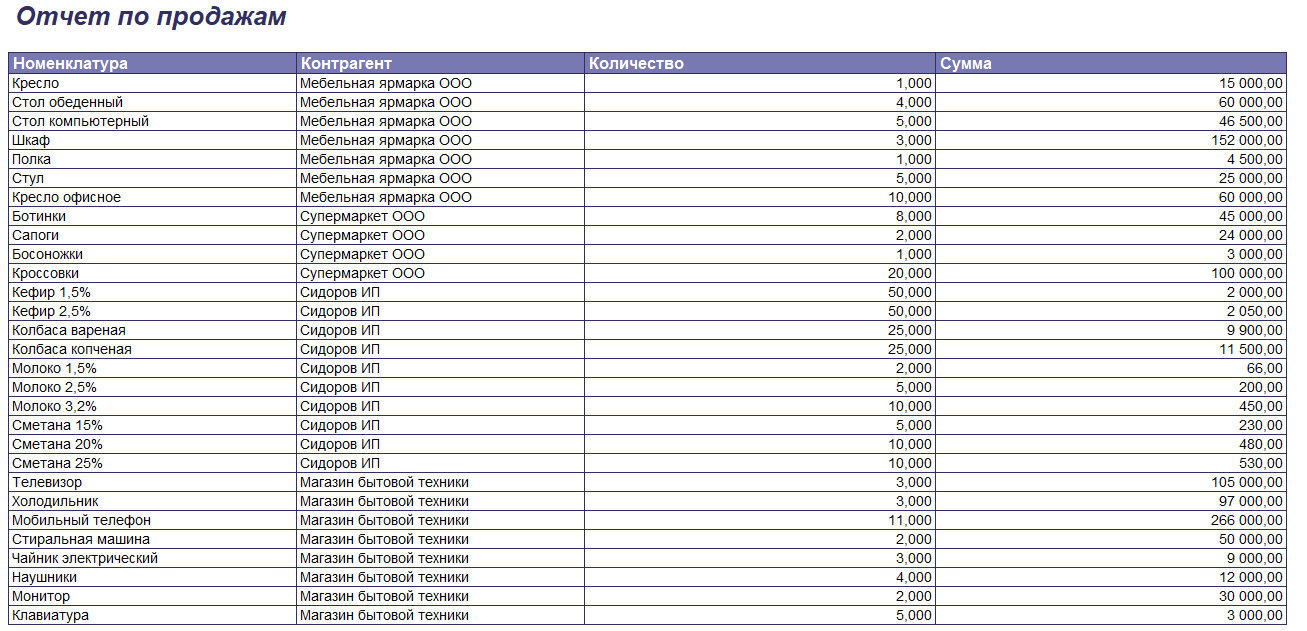 Отчет по продажам
Номенклатура Контрагент Количество Сумма
Кресло Мебельная ярмарка ООО 1,000 15 000,00
Стол обеденный Мебельная ярмарка ООО 4,000 60 000,00
Стол компьютерный Мебельная ярмарка ООО 5,000 46 500,00
Шкаф Мебельная ярмарка ООО 3,000 152 000,00
Полка Мебельная ярмарка ООО 1,000 4 500,00
Стул Мебельная ярмарка ООО 5,000 25 000,00
Кресло офисное Мебельная ярмарка ООО 10,000 60 000,00
Ботинки Супермаркет ООО 8,000 45 000,00
Сапоги Супермаркет ООО 2,000 24 000,00
Босоножки Супермаркет ООО 1,000 3 000,00
Кроссовки Супермаркет ООО 20,000 100 000,00
Кефир 1,5% Сидоров ИП 50,000 2 000,00
Кефир 2,5% Сидоров ИП 50,000 2 050,00
Колбаса вареная Сидоров ИП 25,000 9 900,00
Колбаса копченая Сидоров ИП 25,000 11 500,00
Молоко 1,5% Сидоров ИП 2,000 66,00
Молоко 2,5% Сидоров ИП 5,000 200,00
Молоко 3,2% Сидоров ИП 10,000 450,00
Сметана 15% Сидоров ИП 5,000 230,00
Сметана 20% Сидоров ИП 10,000 480,00
Сметана 25% Сидоров ИП 10,000 530,00
Телевизор Магазин бытовой техники 3,000 105 000,00
Холодильник Магазин бытовой техники 3,000 97 000,00
Мобильный телефон Магазин бытовой техники 11,000 266 000,00
Стиральная машина Магазин бытовой техники 2,000 50 000,00
Чайник электрический Магазин бытовой техники 3,000 9 000,00
Наушники Магазин бытовой техники 4,000 12 000,00
Монитор Магазин бытовой техники 2,000 30 000,00
Клавиатура Магазин бытовой техники 5,000 3 000,00